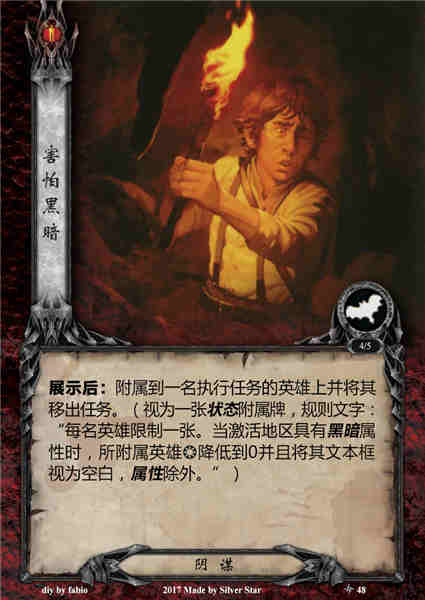 害怕黑暗
4/5
展示后：附属到一名执行任务的英雄上并将其
移出任务。（视为一张状态附属牌，规则文字：
“每名英雄限制一张。当激活地区具有黑暗属
性时，所附属英雄降低到0并且将其文本框
视为空白，属性除外。”）
阴谋
diy by fabio
2017 Made by Silver Star
48